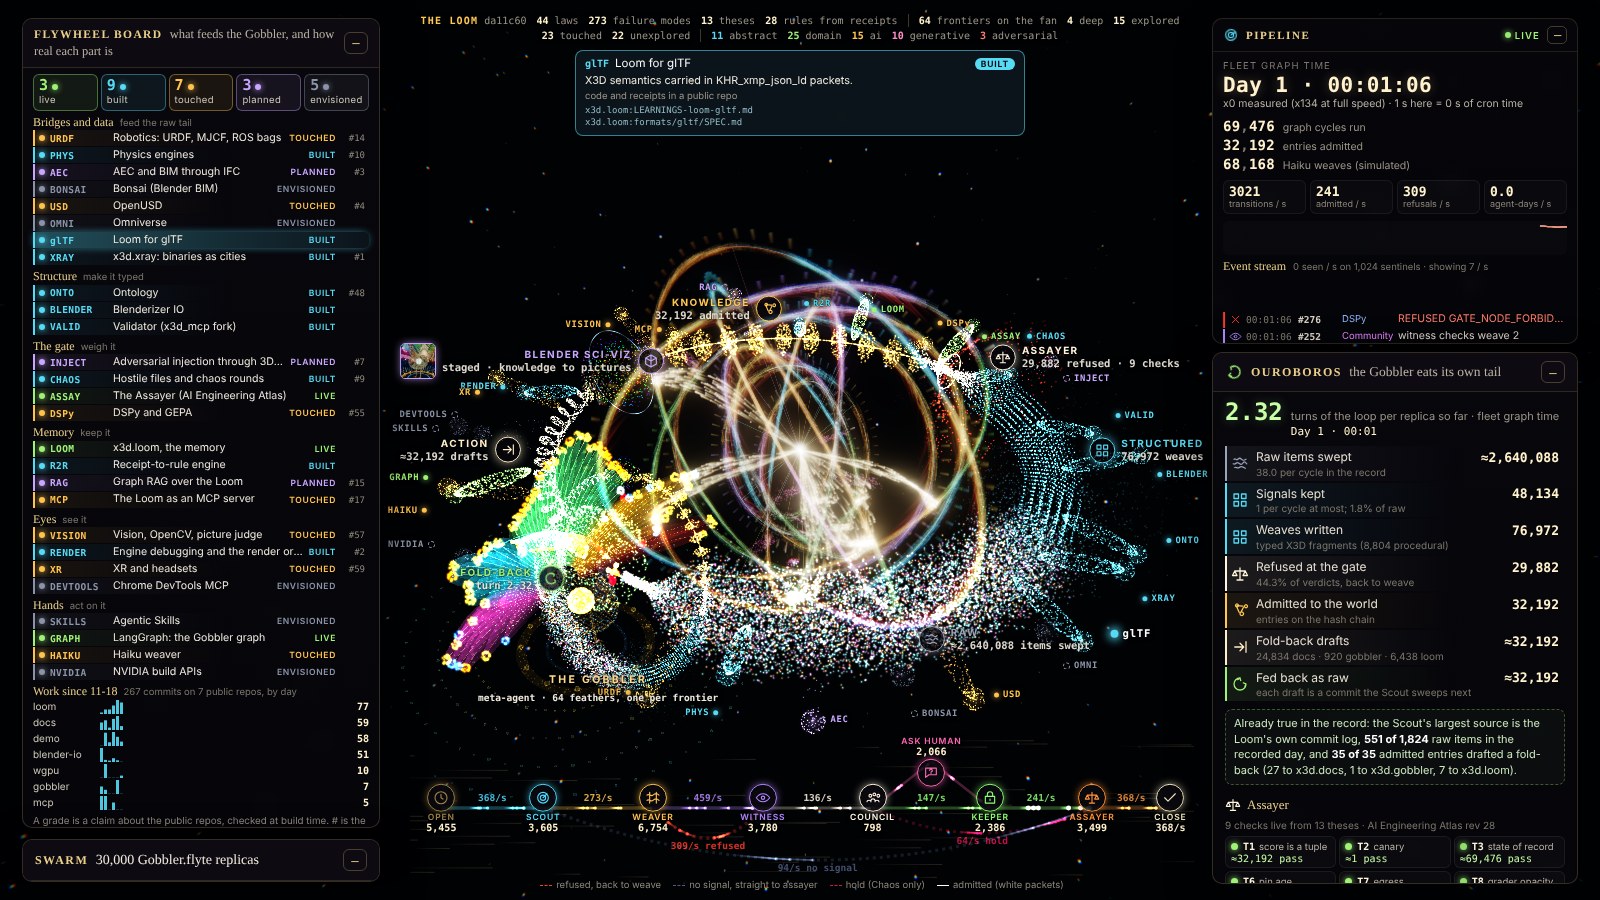 THE LOOM da11c60 44 laws 273 failure modes 13 theses 28 rules from receipts 64 frontiers on the fan 4 deep 15 explored
23 touched 22 unexplored 11 abstract 25 domain 15 ai 10 generative 3 adversarial
FLYWHEEL BOARD what feeds the Gobbler, and how
real each part is
3 live
9 built
7 touched
3 planned
5 envisioned
Bridges and data feed the raw tail
URDF Robotics: URDF, MJCF, ROS bags TOUCHED #14
PHYS Physics engines BUILT #10
AEC AEC and BIM through IFC PLANNED #3
BONSAI Bonsai (Blender BIM) ENVISIONED
USD OpenUSD TOUCHED #4
OMNI Omniverse ENVISIONED
glTF Loom for glTF BUILT
XRAY x3d.xray: binaries as cities BUILT #1
Structure make it typed
ONTO Ontology BUILT #48
BLENDER Blenderizer IO BUILT
VALID Validator (x3d_mcp fork) BUILT
The gate weigh it
INJECT Adversarial injection through 3D... PLANNED #7
CHAOS Hostile files and chaos rounds BUILT #9
ASSAY The Assayer (AI Engineering Atlas) LIVE
DSPy DSPy and GEPA TOUCHED #55
Memory keep it
LOOM x3d.loom, the memory LIVE
R2R Receipt-to-rule engine BUILT
RAG Graph RAG over the Loom PLANNED #15
MCP The Loom as an MCP server TOUCHED #17
Eyes see it
VISION Vision, OpenCV, picture judge TOUCHED #57
RENDER Engine debugging and the render or... BUILT #2
XR XR and headsets TOUCHED #59
DEVTOOLS Chrome DevTools MCP ENVISIONED
Hands act on it
SKILLS Agentic Skills ENVISIONED
GRAPH LangGraph: the Gobbler graph LIVE
HAIKU Haiku weaver TOUCHED
NVIDIA NVIDIA build APIs ENVISIONED
Work since 11-18 267 commits on 7 public repos, by day
loom 77
docs 59
demo 58
blender-io 51
wgpu 10
gobbler 7
mcp 5
A grade is a claim about the public repos, checked at build time. # is the
SWARM 30,000 Gobbler.flyte replicas
glTF Loom for glTF BUILT
X3D semantics carried in KHR_xmp_json_ld packets.
code and receipts in a public repo
x3d.loom:LEARNINGS-loom-gltf.md
x3d.loom:formats/gltf/SPEC.md
RAG
KNOWLEDGE
32,192 admitted
R2R
LOOM
VISION
MCP
DSPy
ASSAY
CHAOS
BLENDER SCI-VIZ
staged · knowledge to pictures
ASSAYER
29,882 refused · 9 checks
RENDER
XR
INJECT
DEVTOOLS
SKILLS
VALID
ACTION
≈32,192 drafts
STRUCTURED
76,972 weaves
GRAPH
BLENDER
HAIKU
NVIDIA
ONTO
FOLD-BACK
turn 2.32
XRAY
glTF
RAW
≈2,640,088 items swept
OMNI
THE GOBBLER
URDF
meta-agent · 64 feathers, one per frontier
USD
PHYS
AEC
BONSAI
ASK HUMAN
2,066
368/s 273/s 459/s 136/s 147/s 241/s 368/s
OPEN SCOUT WEAVER WITNESS COUNCIL KEEPER ASSAYER CLOSE
5,455 3,605 6,754 3,780 798 2,386 3,499 368/s
309/s refused
64/s hold
94/s no signal
refused, back to weave no signal, straight to assayer hold (Chaos only) admitted (white packets)
PIPELINE LIVE
FLEET GRAPH TIME
Day 1 · 00:01:06
x0 measured (x134 at full speed) · 1 s here = 0 s of cron time
69,476 graph cycles run
32,192 entries admitted
68,168 Haiku weaves (simulated)
3021 transitions / s
241 admitted / s
309 refusals / s
0.0 agent-days / s
Event stream 0 seen / s on 1,024 sentinels · showing 7 / s
00:01:06 #276 DSPy REFUSED GATE_NODE_FORBID...
00:01:06 #252 Community witness checks weave 2
OUROBOROS the Gobbler eats its own tail
2.32 turns of the loop per replica so far · fleet graph time
Day 1 · 00:01
Raw items swept ≈2,640,088
38.0 per cycle in the record
Signals kept 48,134
1 per cycle at most; 1.8% of raw
Weaves written 76,972
typed X3D fragments (8,804 procedural)
Refused at the gate 29,882
44.3% of verdicts, back to weave
Admitted to the world 32,192
entries on the hash chain
Fold-back drafts ≈32,192
24,834 docs · 920 gobbler · 6,438 loom
Fed back as raw ≈32,192
each draft is a commit the Scout sweeps next
Already true in the record: the Scout's largest source is the
Loom's own commit log, 551 of 1,824 raw items in the
recorded day, and 35 of 35 admitted entries drafted a fold-
back (27 to x3d.docs, 1 to x3d.gobbler, 7 to x3d.loom).
Assayer
9 checks live from 13 theses · AI Engineering Atlas rev 28
T1 score is a tuple T2 canary T3 state of record
≈32,192 pass ≈1 pass ≈69,476 pass
T6 pin age T7 egress T8 grader opacity